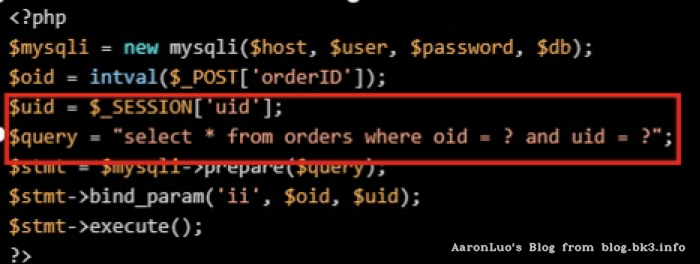 <?php
$mysqli = new mysqli($host, $user, $password, $db);
$oid = intval($_POST['orderID']);
$uid = $_SESSION['uid'];
$query = "select * from orders where oid = ? and uid = ?";
$stmt = $mysqli->prepare($query);
$stmt->bind_param('ii', $oid, $uid);
$stmt->execute();
?>
AaronLuo's Blog from blog.bk3.info